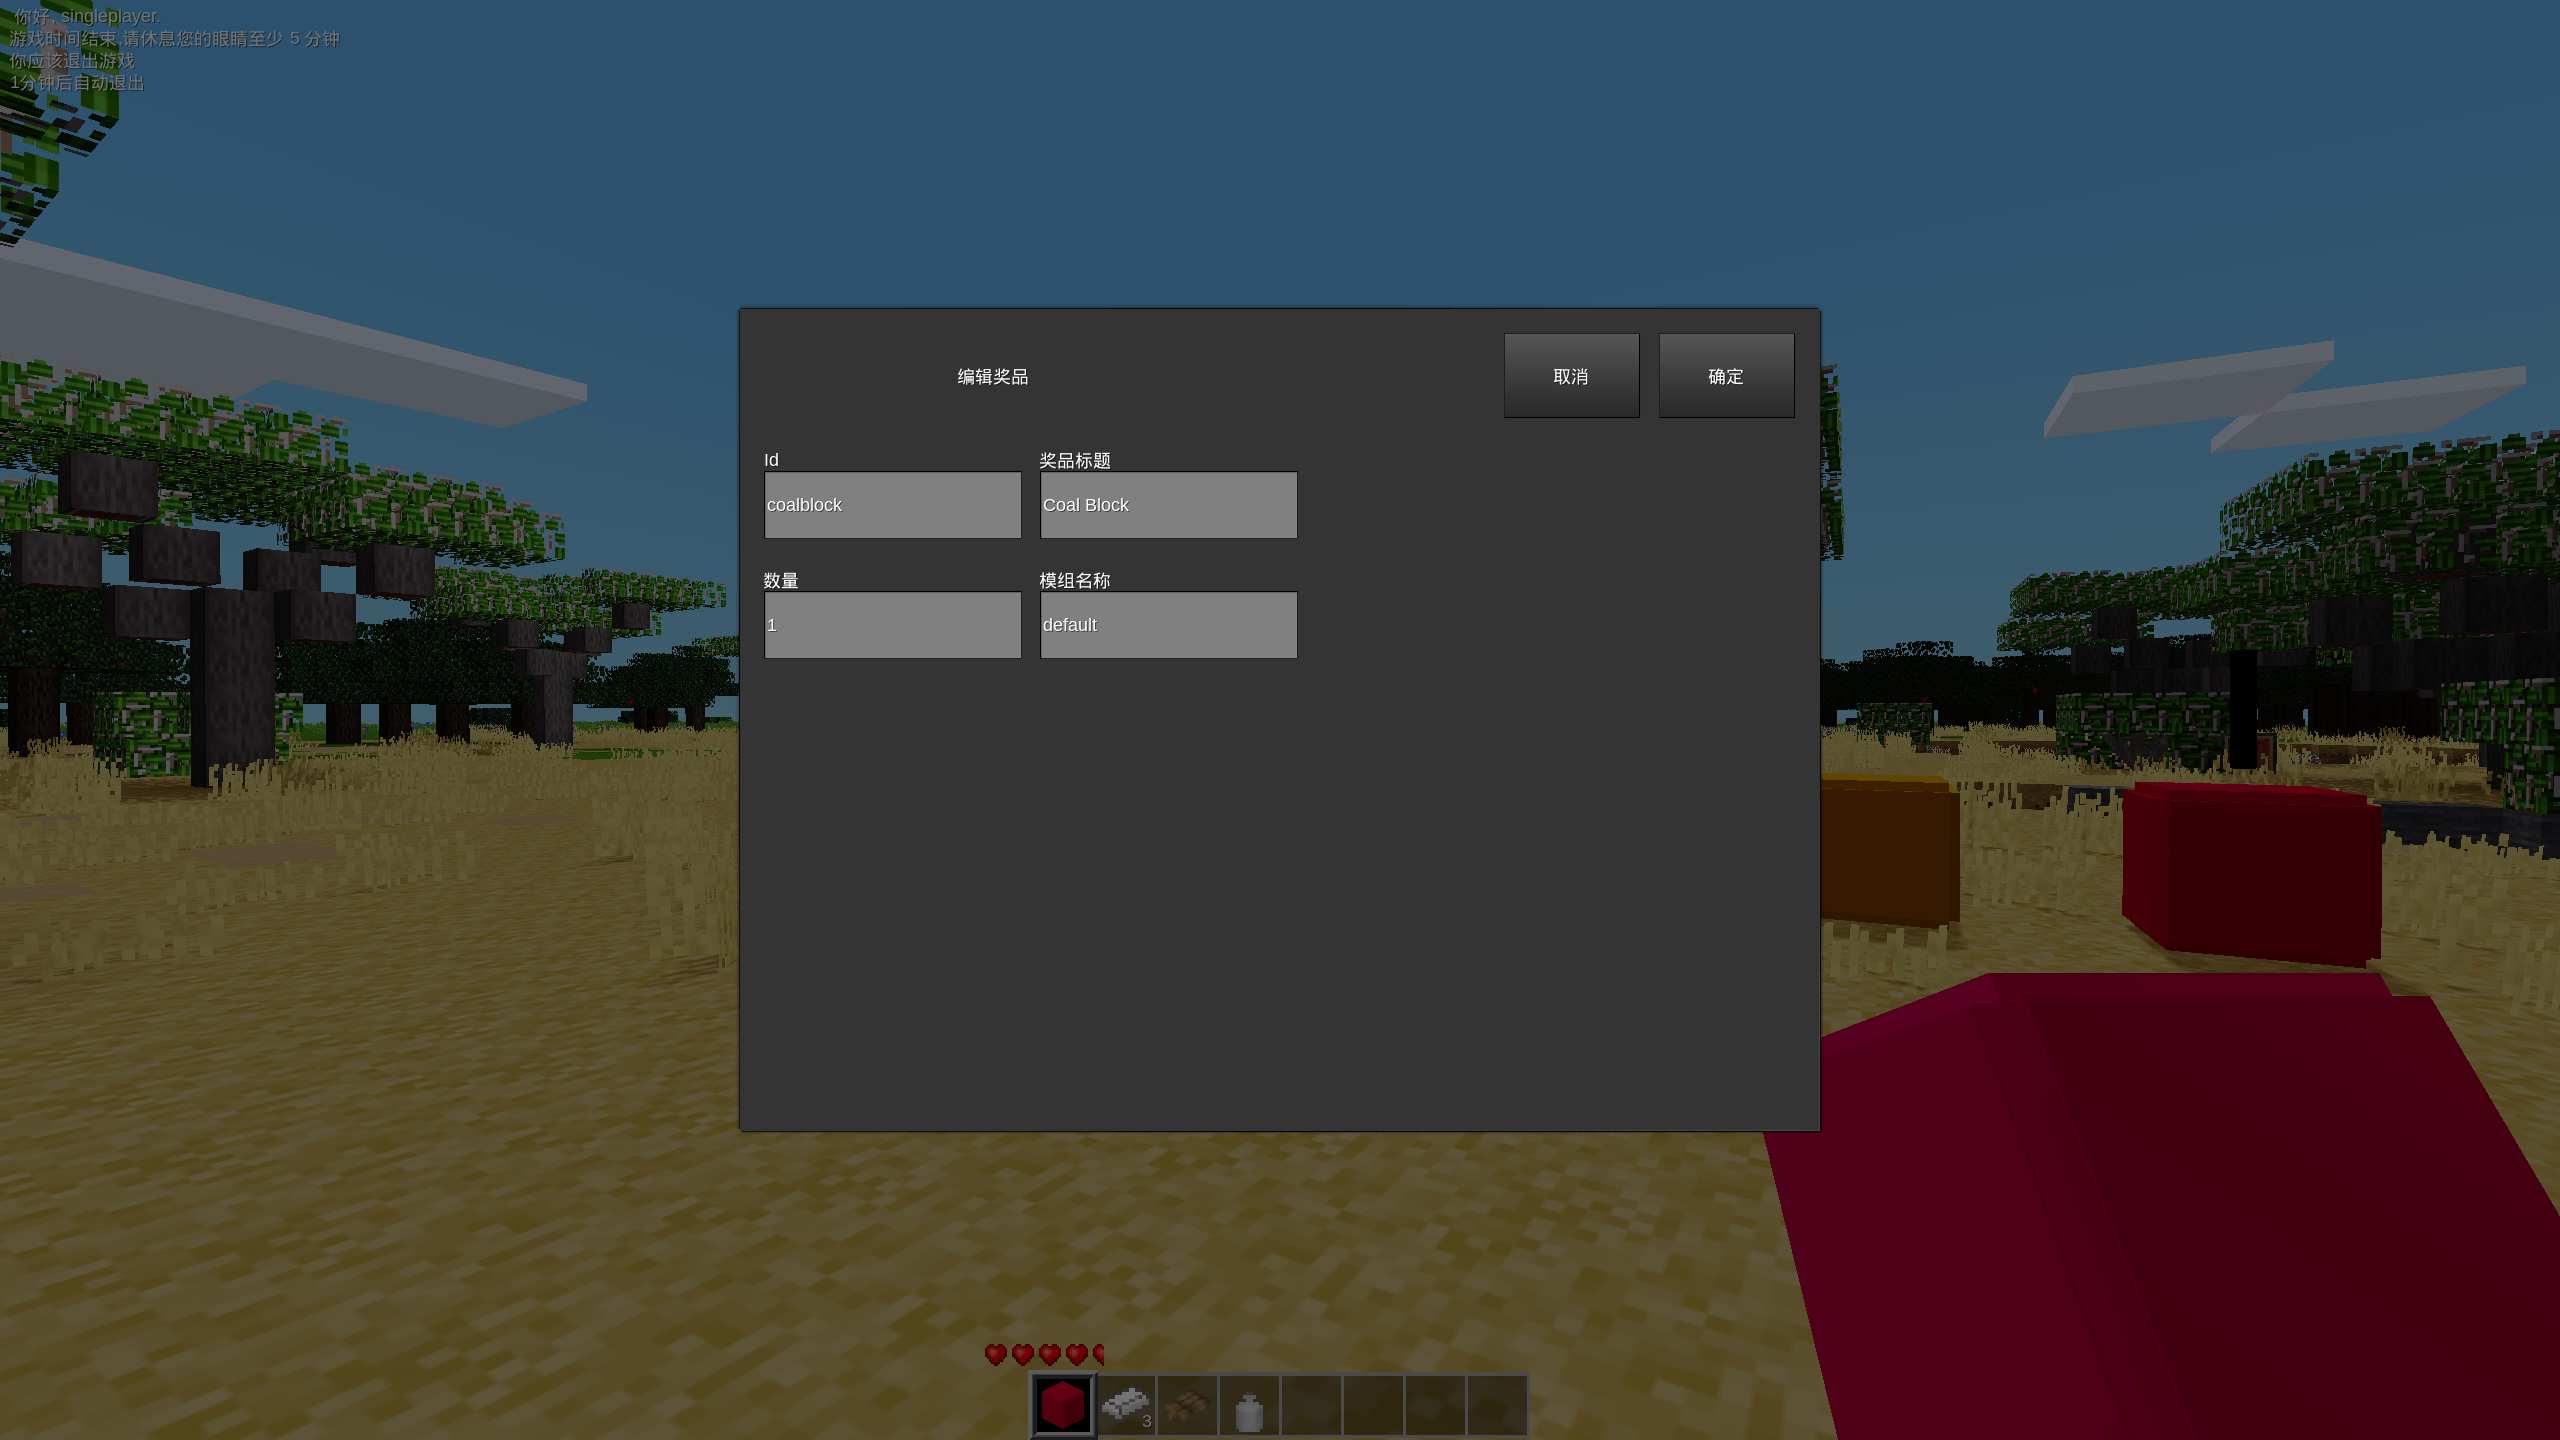 你好, singleplayer.
游戏时间结束,请休息您的眼睛至少 5 分钟
你应该退出游戏
1分钟后自动退出
编辑奖品
取消
确定
Id
奖品标题
coalblock
Coal Block
数量
模组名称
1
default
3